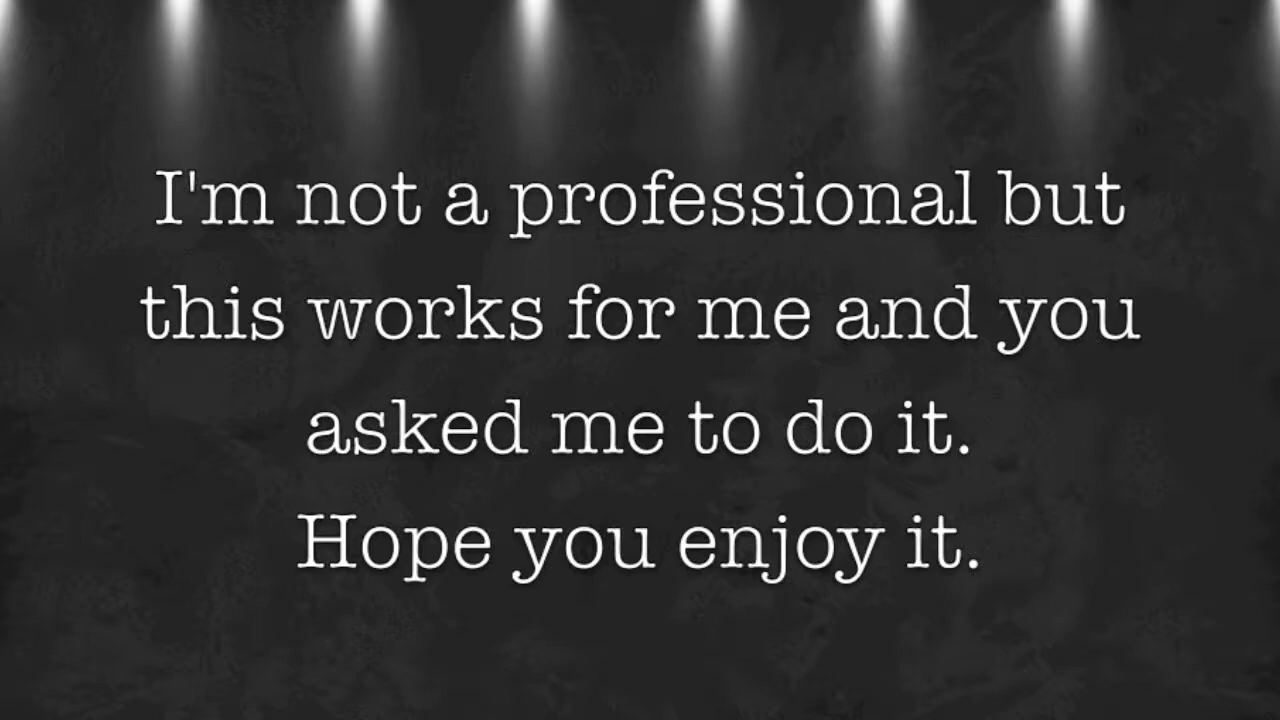 I'm not a professional but
this works for me and you
asked me to do it.
Hope you enjoy it.